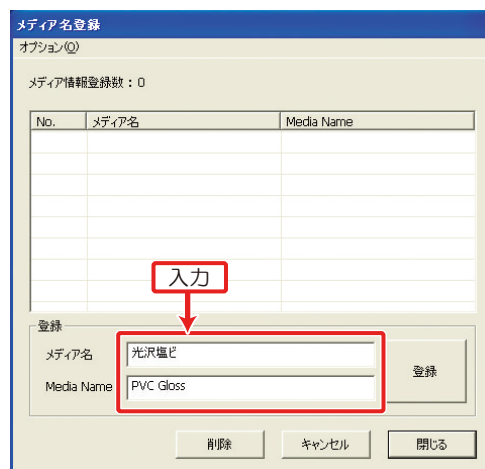 メディア名登録
オプション(O)
メディア情報登録数：0
No. メディア名 Media Name
入力
登録
メディア名 光沢塩ビ
Media Name PVC Gloss
登録
削除 キャンセル 閉じる